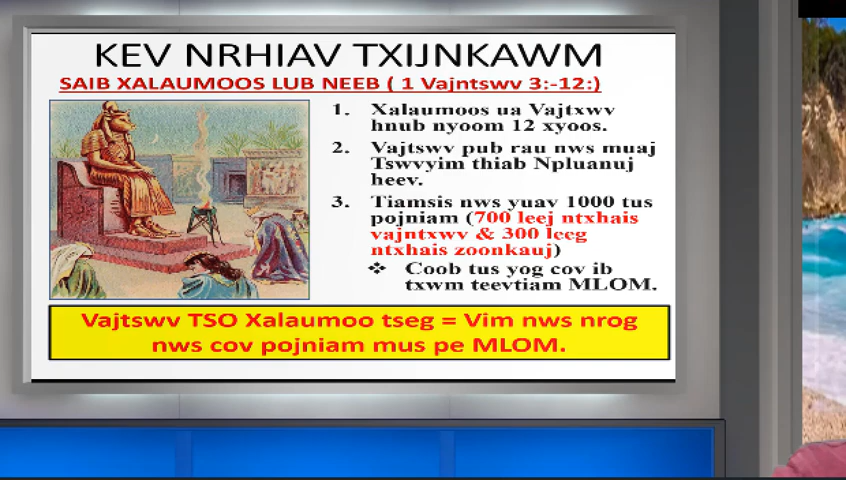 KEV NRHIAV TXIJNKAWM
SAIB XALAUMOOS LUB NEEB ( 1 Vajntswv 3:-12:)
1. Xalaumoos ua Vajtxwv
hnub nyoom 12 xyoos.
2. Vajtswv pub rau nws muaj
Tswvyim thiab Npluanuj
heev.
3. Tiamsis nws yuav 1000 tus
pojniam (700 leej ntxhais
vajntxwv & 300 leeg
ntxhais zoonkauj)
❖ Coob tus yog cov ib
txwm teevtiam MLOM.
Vajtswv TSO Xalaumoo tseg = Vim nws nrog
nws cov pojniam mus pe MLOM.